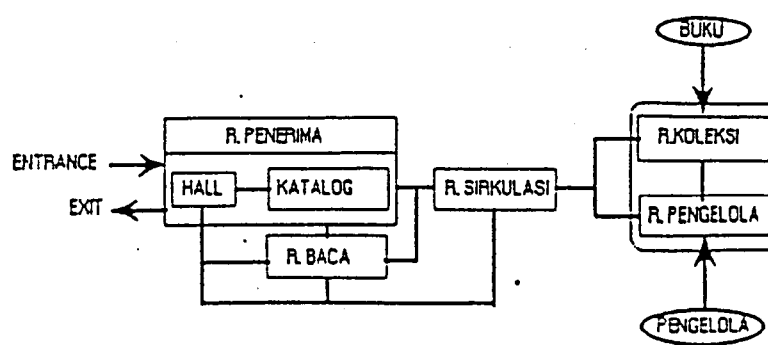 BUKU
R. PENERIMA
R.KOLEKSI
ENTRANCE
HALL
KATALOG
R. SIRKULASI
EXIT
R. PENGELOLA
R. BACA
PENGELOLA